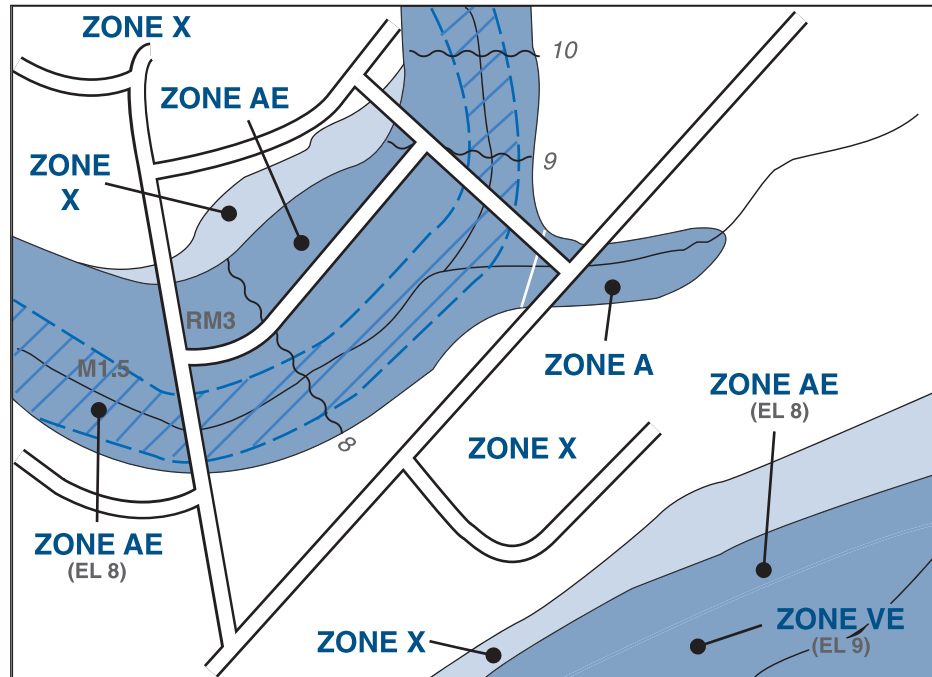 ZONE X
10
ZONE AE
9
ZONE
X
RM3
M1.5
ZONE A
ZONE AE
(EL 8)
8
ZONE X
ZONE AE
(EL 8)
ZONE VE
(EL 9)
ZONE X